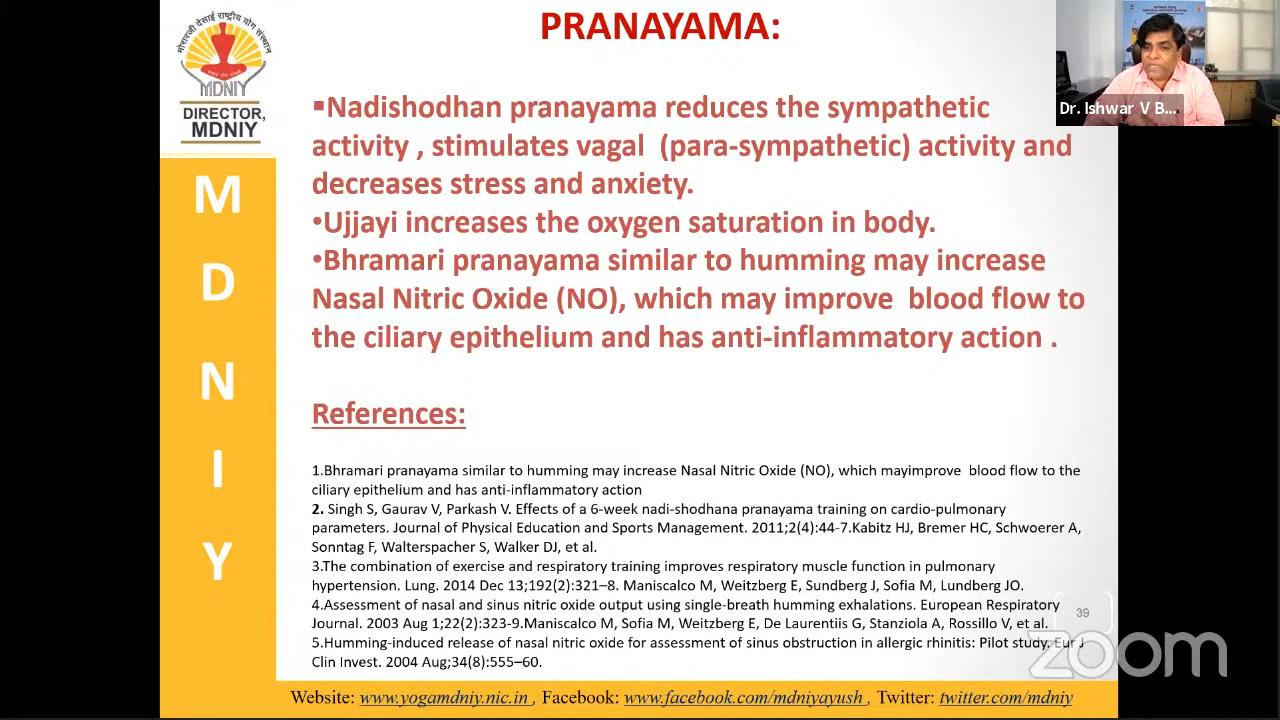 मोरारजी देसाई राष्ट्रीय योग संस्थान
MDNIY
DIRECTOR,
MDNIY
M
D
N
I
Y
PRANAYAMA:
Dr. Ishwar V B...
▪Nadishodhan pranayama reduces the sympathetic
activity , stimulates vagal (para-sympathetic) activity and
decreases stress and anxiety.
•Ujjayi increases the oxygen saturation in body.
•Bhramari pranayama similar to humming may increase
Nasal Nitric Oxide (NO), which may improve blood flow to
the ciliary epithelium and has anti-inflammatory action .
References:
1.Bhramari pranayama similar to humming may increase Nasal Nitric Oxide (NO), which mayimprove blood flow to the
ciliary epithelium and has anti-inflammatory action
2. Singh S, Gaurav V, Parkash V. Effects of a 6-week nadi-shodhana pranayama training on cardio-pulmonary
parameters. Journal of Physical Education and Sports Management. 2011;2(4):44-7.Kabitz HJ, Bremer HC, Schwoerer A,
Sonntag F, Walterspacher S, Walker DJ, et al.
3.The combination of exercise and respiratory training improves respiratory muscle function in pulmonary
hypertension. Lung. 2014 Dec 13;192(2):321–8. Maniscalco M, Weitzberg E, Sundberg J, Sofia M, Lundberg JO.
4.Assessment of nasal and sinus nitric oxide output using single-breath humming exhalations. European Respiratory
Journal. 2003 Aug 1;22(2):323-9.Maniscalco M, Sofia M, Weitzberg E, De Laurentiis G, Stanziola A, Rossillo V, et al.
5.Humming-induced release of nasal nitric oxide for assessment of sinus obstruction in allergic rhinitis: Pilot study. Eur J
Clin Invest. 2004 Aug;34(8):555–60.
39
zoom
Website: www.yogamdniy.nic.in , Facebook: www.facebook.com/mdniyayush , Twitter: twitter.com/mdniy